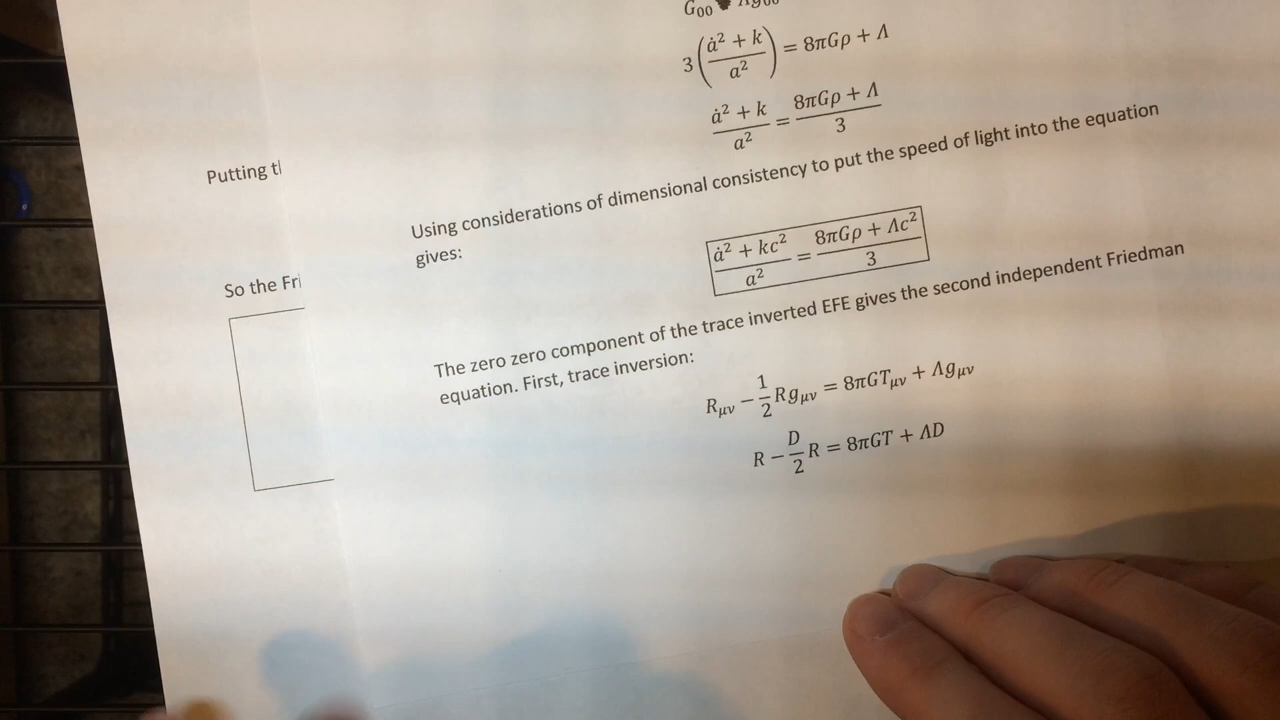 G₀₀
3((ȧ² + k)/a²) = 8πGρ + Λ
(ȧ² + k)/a² = (8πGρ + Λ)/3
Putting
Using considerations of dimensional consistency to put the speed of light into the equation
gives:
(ȧ² + kc²)/a² = (8πGρ + Λc²)/3
So the
The zero zero component of the trace inverted EFE gives the second independent Friedman
equation. First, trace inversion:
R_μν − (1/2)Rg_μν = 8πGT_μν + Λg_μν
R − (D/2)R = 8πGT + ΛD